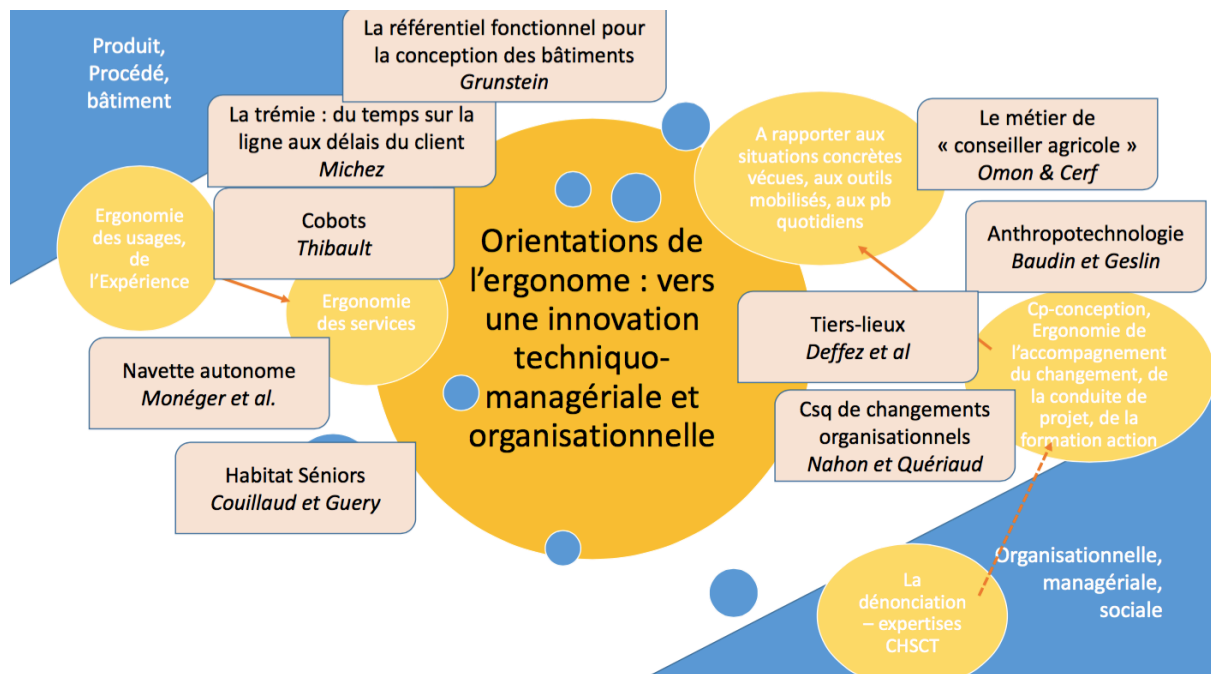 Produit,
Procédé,
bâtiment
La référentiel fonctionnel pour
la conception des bâtiments
Grunstein
La trémie : du temps sur la
ligne aux délais du client
Michez
Ergonomie
des usages,
de
l’Expérience
Cobots
Thibault
Ergonomie
des services
Navette autonome
Monéger et al.
Habitat Séniors
Couillaud et Guery
Orientations de
l’ergonome : vers
une innovation
techniquo-
managériale et
organisationnelle
A rapporter aux
situations concrètes
vécues, aux outils
mobilisés, aux pb
quotidiens
Le métier de
« conseiller agricole »
Omon & Cerf
Anthropotechnologie
Baudin et Geslin
Tiers-lieux
Deffez et al
Cp-conception,
Ergonomie de
l’accompagnement
du changement, de
la conduite de
projet, de la
formation action
Csq de changements
organisationnels
Nahon et Quériaud
La
dénonciation
– expertises
CHSCT
Organisationnelle,
managériale,
sociale